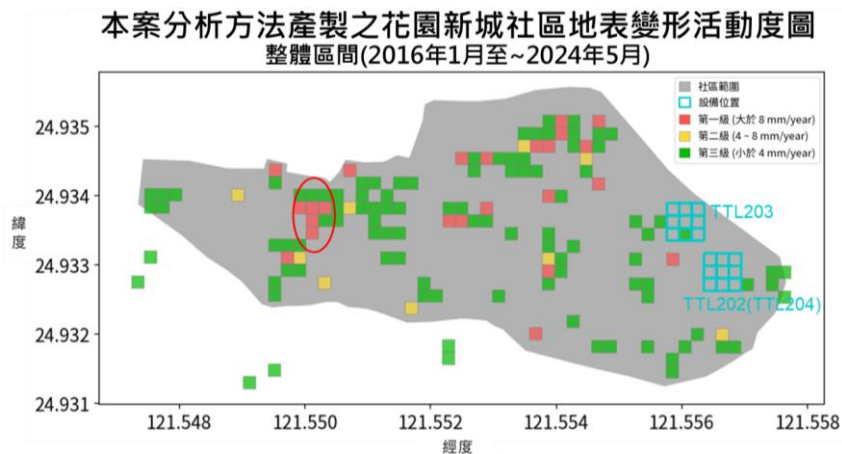 本案分析方法產製之花園新城社區地表變形活動度圖
整體區間(2016年1月至~2024年5月)
社區範圍
設備位置
第一級 (大於 8 mm/year)
第二級 (4 ~ 8 mm/year)
第三級 (小於 4 mm/year)
24.935
24.934
24.933
24.932
24.931
緯度
TTL203
TTL202(TTL204)
121.548
121.550
121.552
121.554
121.556
121.558
經度